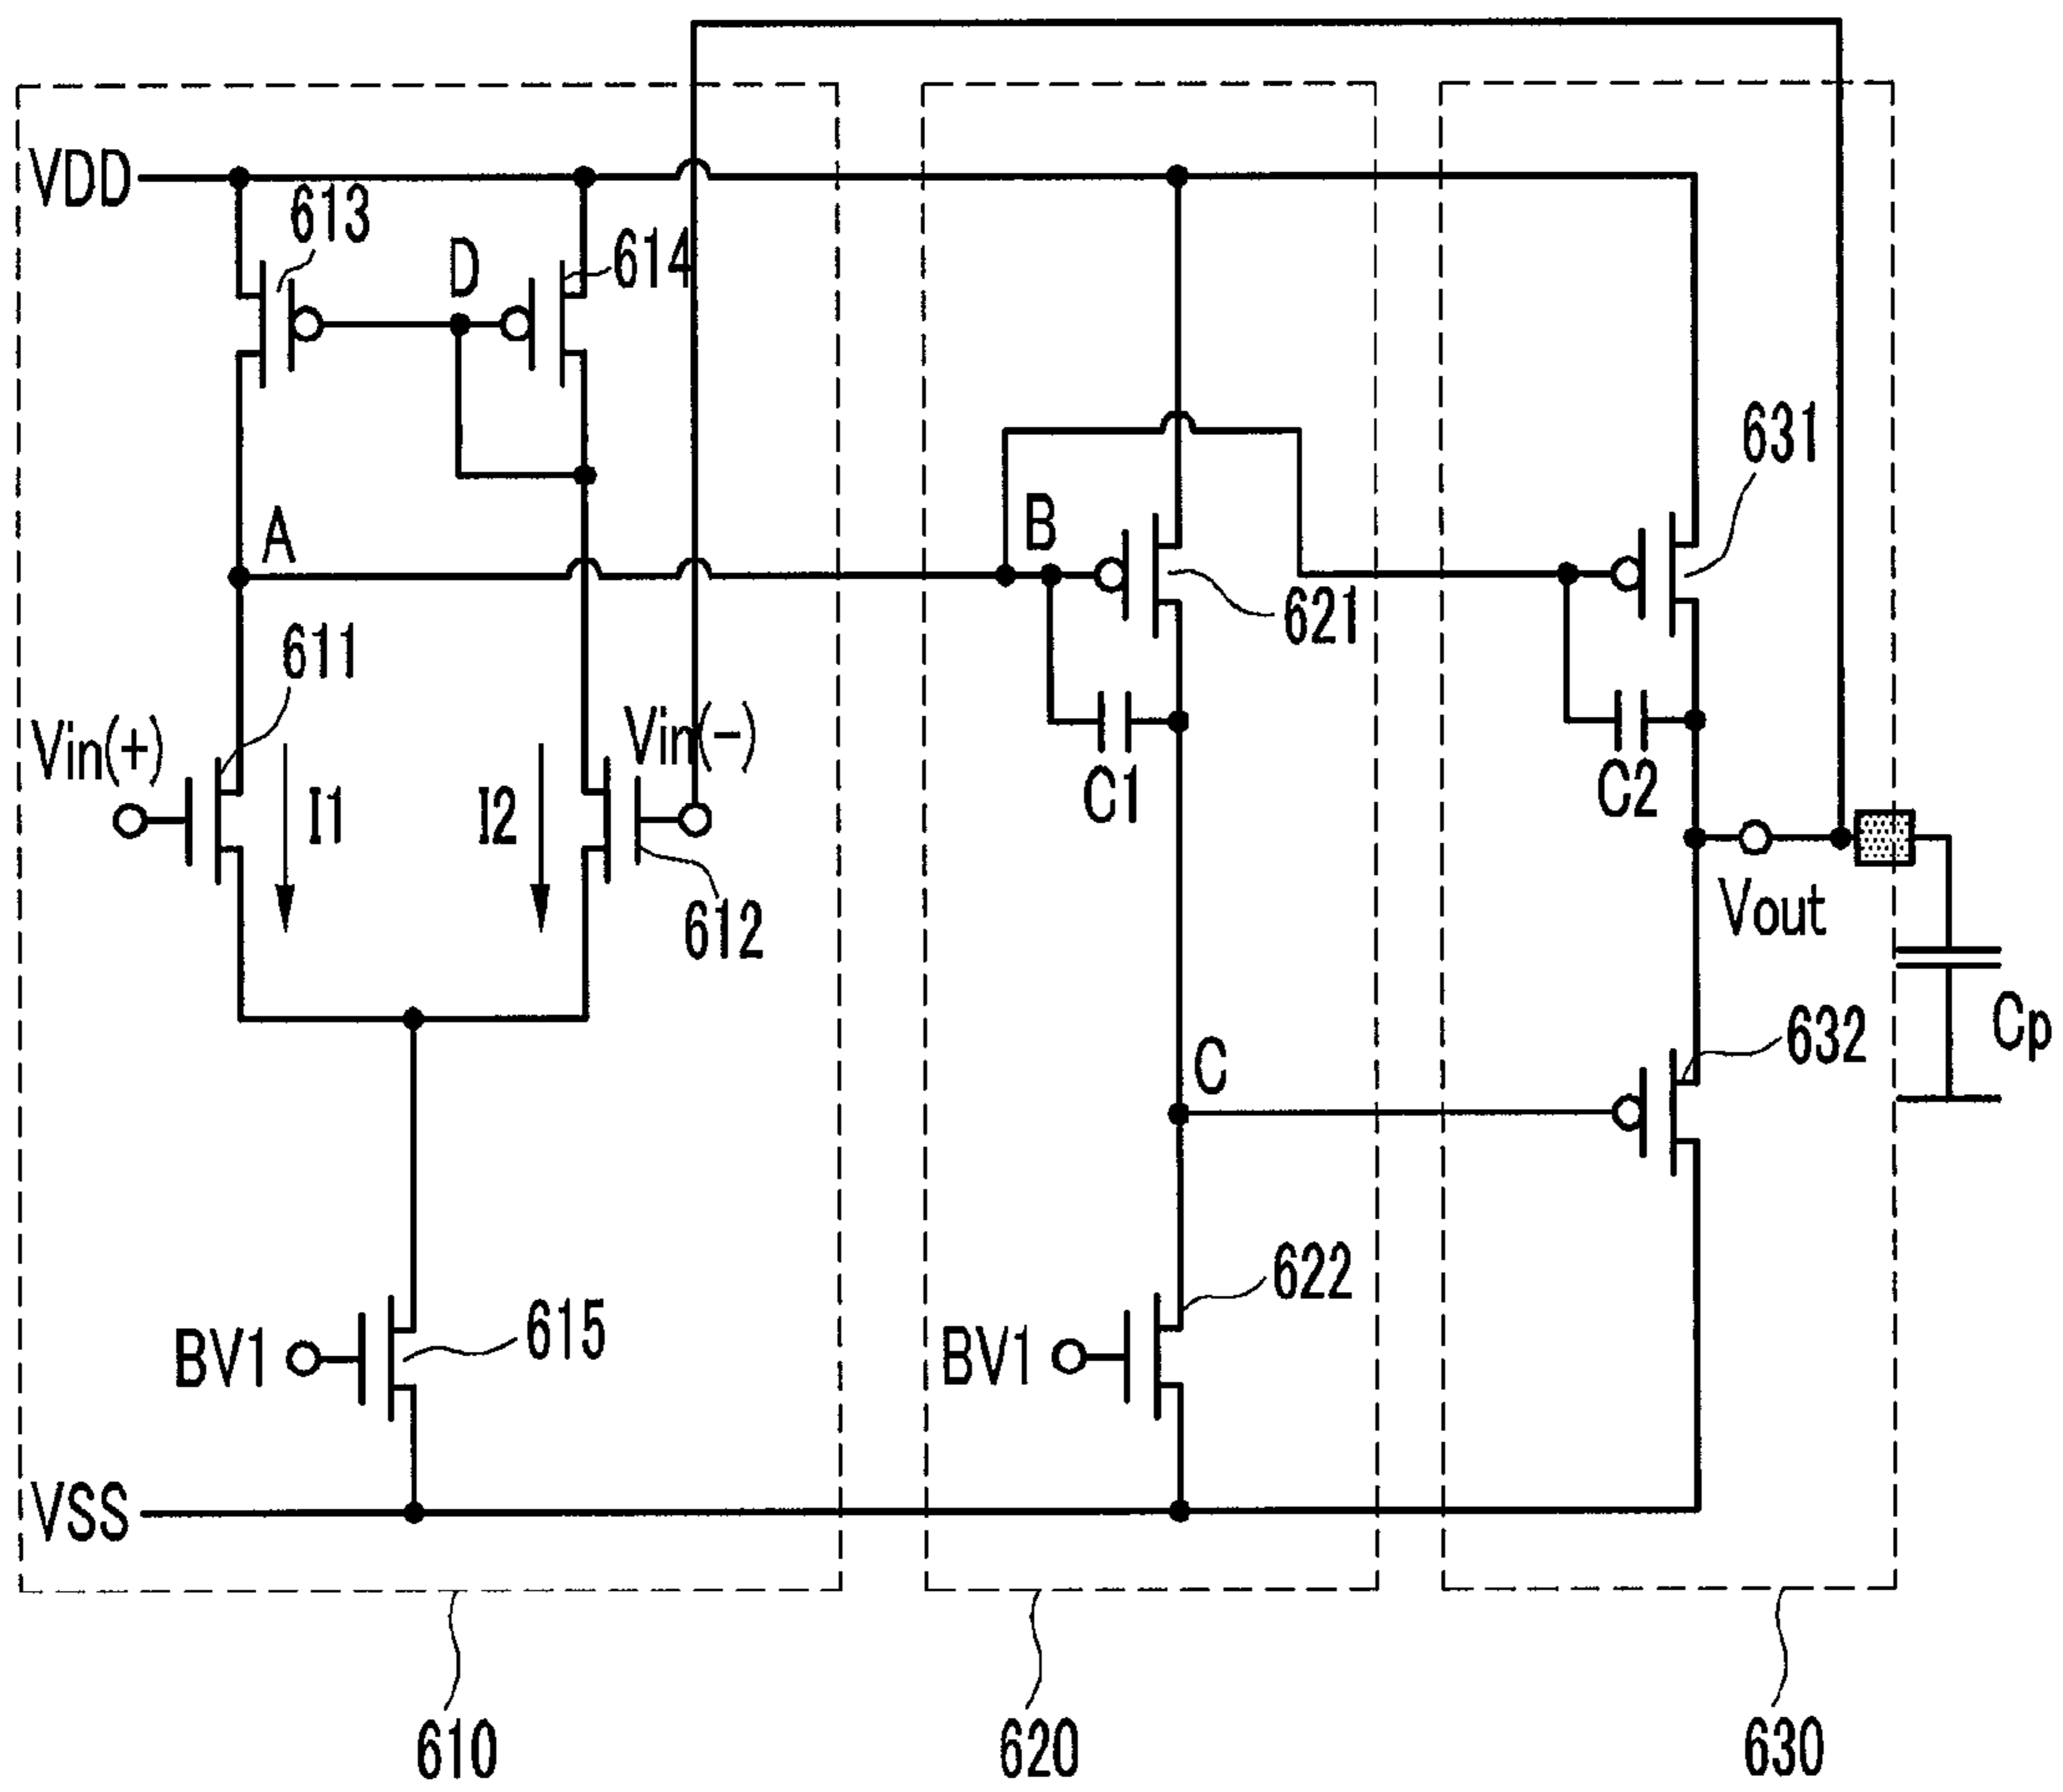 VDD
613
D
614
631
A
B
621
611
Vin(+)
Vin(-)
I1
I2
C1
C2
612
Vout
Cp
C
632
622
BV1
615
BV1
VSS
610
620
630